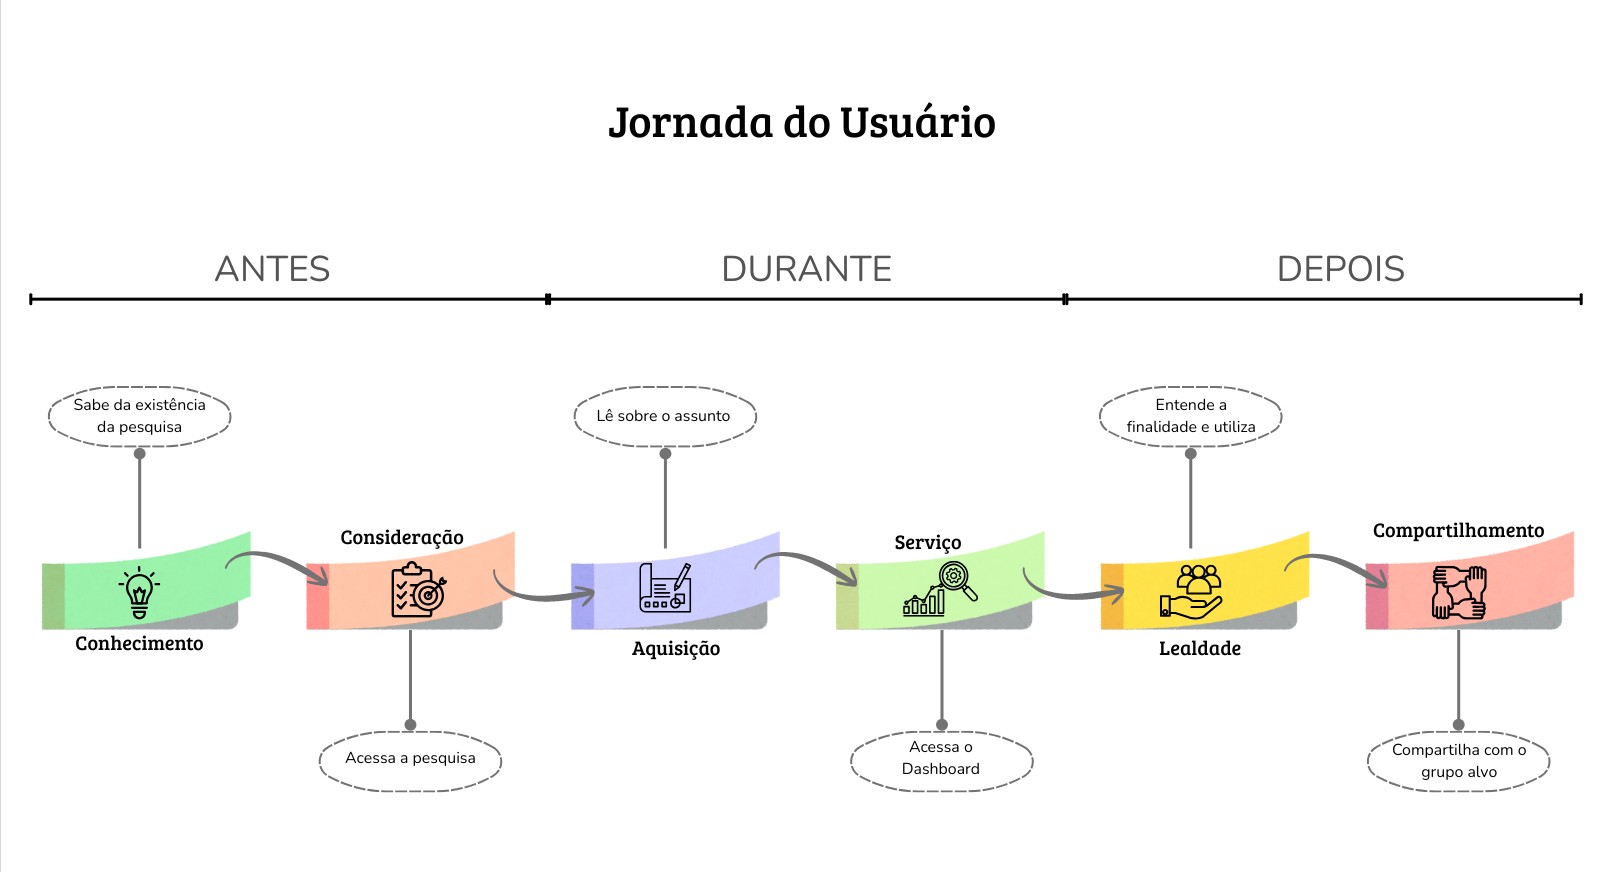 Jornada do Usuário
ANTES
DURANTE
DEPOIS
Sabe da existência
da pesquisa
Lê sobre o assunto
Entende a
finalidade e utiliza
Conhecimento
Consideração
Aquisição
Serviço
Lealdade
Compartilhamento
Acessa a pesquisa
Acessa o
Dashboard
Compartilha com o
grupo alvo